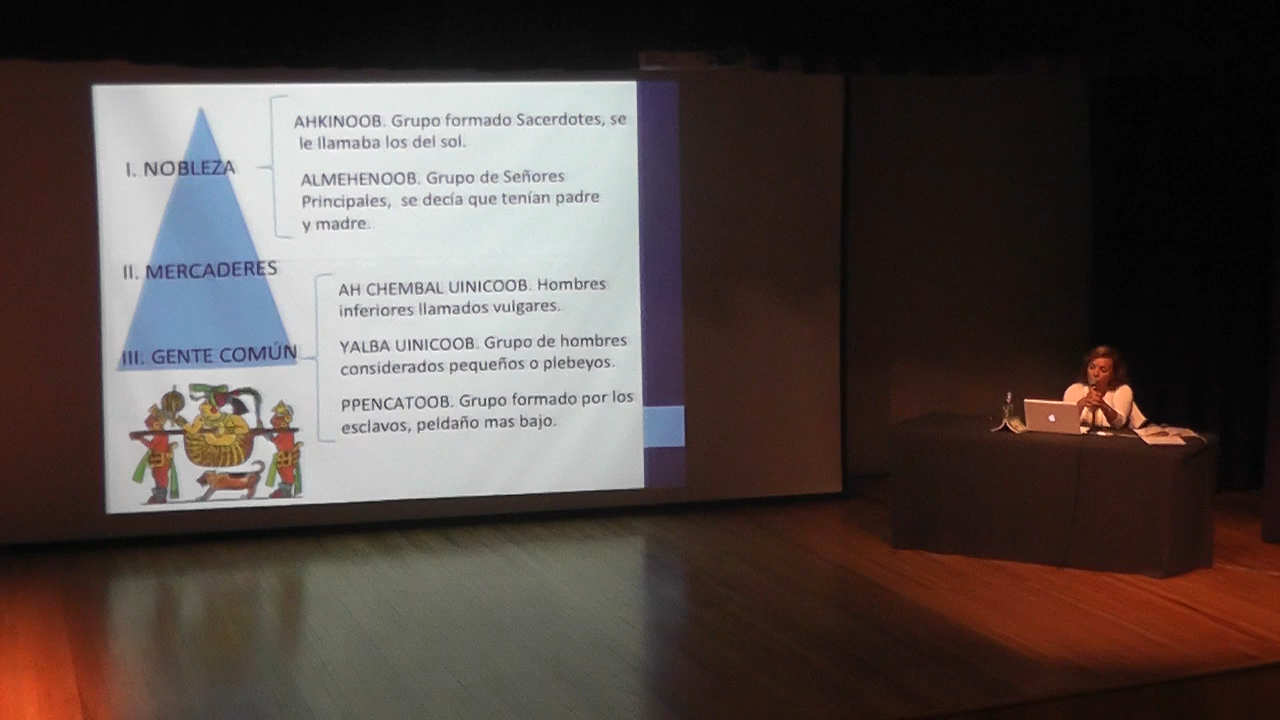 I. NOBLEZA
AHKINOOB. Grupo formado Sacerdotes, se
le llamaba los del sol.
ALMEHENOOB. Grupo de Señores
Principales, se decía que tenían padre
y madre.
II. MERCADERES
III. GENTE COMÚN
AH CHEMBAL UINICOOB. Hombres
inferiores llamados vulgares.
YALBA UINICOOB. Grupo de hombres
considerados pequeños o plebeyos.
PPENCATOOB. Grupo formado por los
esclavos, peldaño mas bajo.